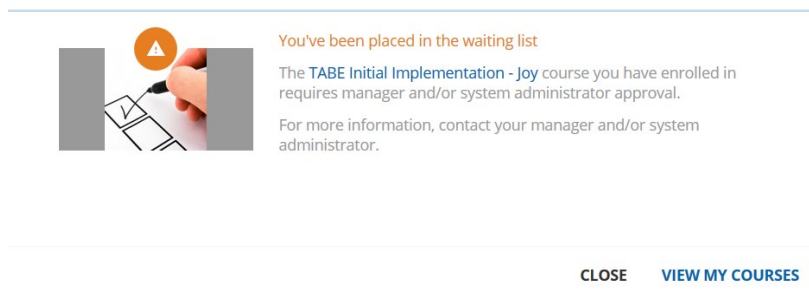 You've been placed in the waiting list
The TABE Initial Implementation - Joy course you have enrolled in
requires manager and/or system administrator approval.
For more information, contact your manager and/or system
administrator.
CLOSE VIEW MY COURSES